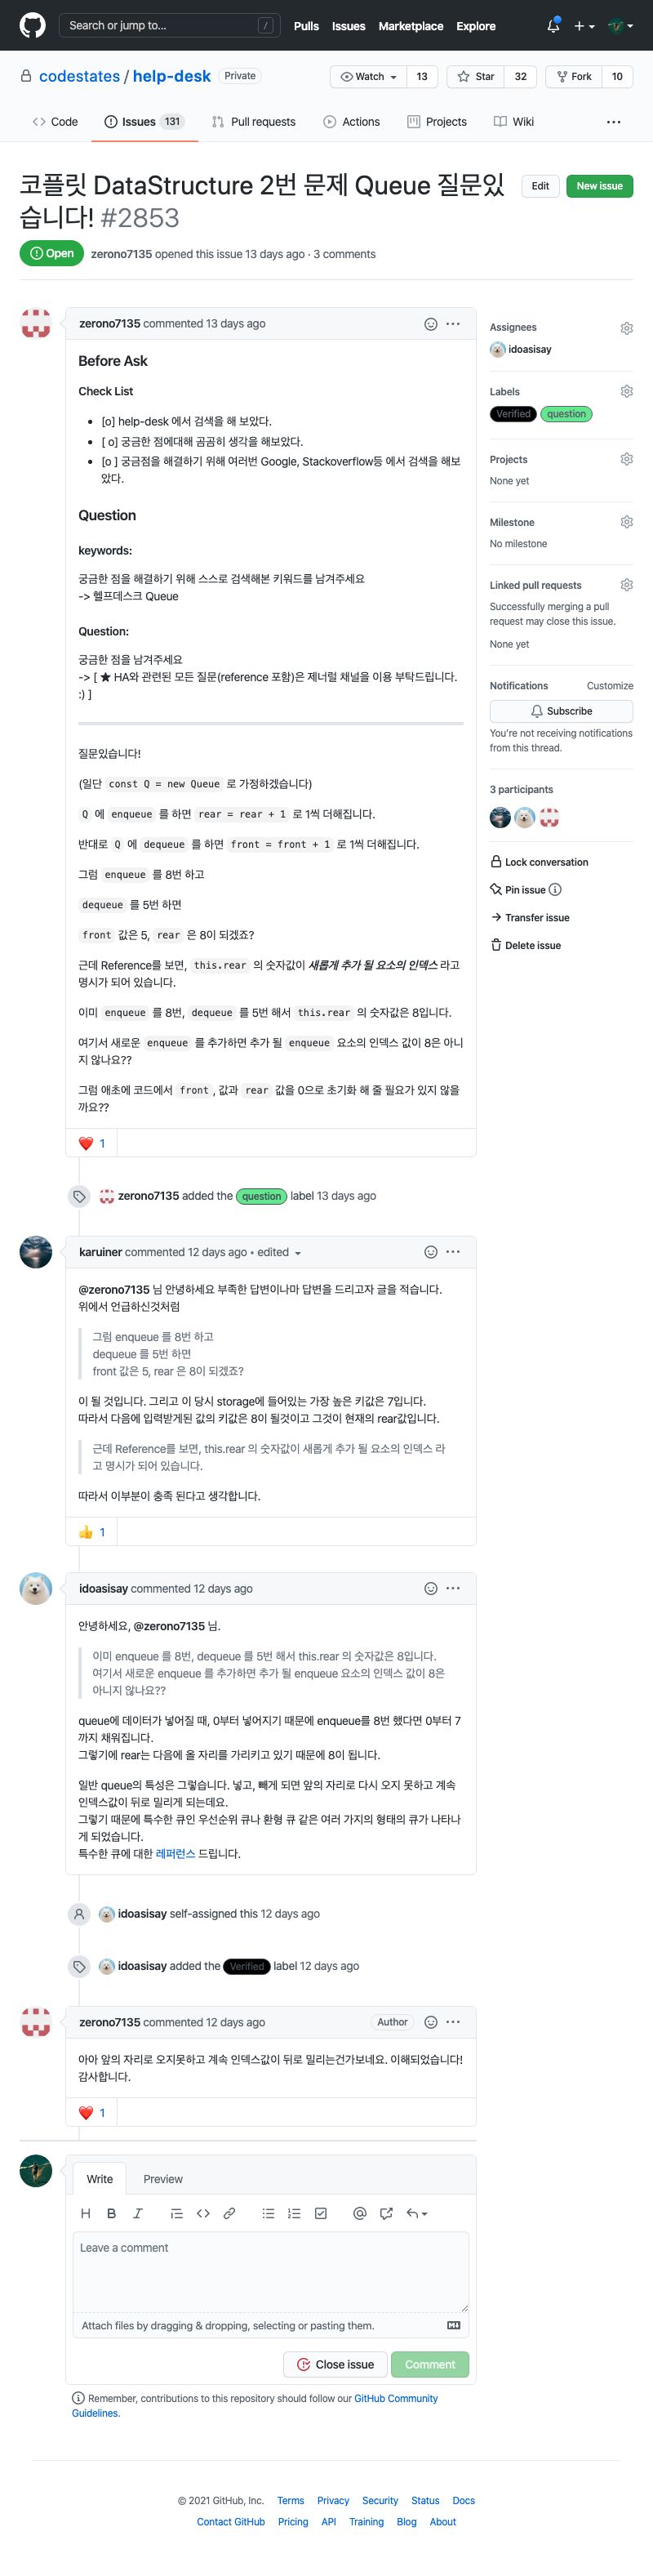 Search or jump to... / Pulls Issues Marketplace Explore
codestates / help-desk Private Watch 13 Star 32 Fork 10
Code Issues 131 Pull requests Actions Projects Wiki ...
코플릿 DataStructure 2번 문제 Queue 질문있
습니다! #2853
Edit New issue
Open zerono7135 opened this issue 13 days ago · 3 comments
zerono7135 commented 13 days ago
Before Ask
Check List
• [o] help-desk 에서 검색을 해 보았다.
• [ o] 궁금한 점에대해 곰곰히 생각을 해보았다.
• [o ] 궁금점을 해결하기 위해 여러번 Google, Stackoverflow등 에서 검색을 해보
았다.
Question
keywords:
궁금한 점을 해결하기 위해 스스로 검색해본 키워드를 남겨주세요
-> 헬프데스크 Queue
Question:
궁금한 점을 남겨주세요
-> [ ★ HA와 관련된 모든 질문(reference 포함)은 제너럴 채널을 이용 부탁드립니다.
:) ]
질문있습니다!
(일단 const Q = new Queue 로 가정하겠습니다)
Q 에 enqueue 를 하면 rear = rear + 1 로 1씩 더해집니다.
반대로 Q 에 dequeue 를 하면 front = front + 1 로 1씩 더해집니다.
그럼 enqueue 를 8번 하고
dequeue 를 5번 하면
front 값은 5, rear 은 8이 되겠죠?
근데 Reference를 보면, this.rear 의 숫자값이 새롭게 추가 될 요소의 인덱스 라고
명시가 되어 있습니다.
이미 enqueue 를 8번, dequeue 를 5번 해서 this.rear 의 숫자값은 8입니다.
여기서 새로운 enqueue 를 추가하면 추가 될 enqueue 요소의 인덱스 값이 8은 아니
지 않나요??
그럼 애초에 코드에서 front , 값과 rear 값을 0으로 초기화 해 줄 필요가 있지 않을
까요??
❤️ 1
Assignees
idoasisay
Labels
Verified question
Projects
None yet
Milestone
No milestone
Linked pull requests
Successfully merging a pull
request may close this issue.
None yet
Notifications Customize
Subscribe
You're not receiving notifications
from this thread.
3 participants
Lock conversation
Pin issue
Transfer issue
Delete issue
zerono7135 added the question label 13 days ago
karuiner commented 12 days ago • edited
@zerono7135 님 안녕하세요 부족한 답변이나마 답변을 드리고자 글을 적습니다.
위에서 언급하신것처럼
그럼 enqueue 를 8번 하고
dequeue 를 5번 하면
front 값은 5, rear 은 8이 되겠죠?
이 될 것입니다. 그리고 이 당시 storage에 들어있는 가장 높은 키값은 7입니다.
따라서 다음에 입력받게된 값의 키값은 8이 될것이고 그것이 현재의 rear값입니다.
근데 Reference를 보면, this.rear 의 숫자값이 새롭게 추가 될 요소의 인덱스 라
고 명시가 되어 있습니다.
따라서 이부분이 충족 된다고 생각합니다.
👍 1
idoasisay commented 12 days ago
안녕하세요, @zerono7135 님.
이미 enqueue 를 8번, dequeue 를 5번 해서 this.rear 의 숫자값은 8입니다.
여기서 새로운 enqueue 를 추가하면 추가 될 enqueue 요소의 인덱스 값이 8은
아니지 않나요??
queue에 데이터가 넣어질 때, 0부터 넣어지기 때문에 enqueue를 8번 했다면 0부터 7
까지 채워집니다.
그렇기에 rear는 다음에 올 자리를 가리키고 있기 때문에 8이 됩니다.
일반 queue의 특성은 그렇습니다. 넣고, 빼게 되면 앞의 자리로 다시 오지 못하고 계속
인덱스값이 뒤로 밀리게 되는데요.
그렇기 때문에 특수한 큐인 우선순위 큐나 환형 큐 같은 여러 가지의 형태의 큐가 나타나
게 되었습니다.
특수한 큐에 대한 레퍼런스 드립니다.
idoasisay self-assigned this 12 days ago
idoasisay added the Verified label 12 days ago
zerono7135 commented 12 days ago Author
아아 앞의 자리로 오지못하고 계속 인덱스값이 뒤로 밀리는건가보네요. 이해되었습니다!
감사합니다.
❤️ 1
Write Preview
Leave a comment
Attach files by dragging & dropping, selecting or pasting them.
Close issue Comment
Remember, contributions to this repository should follow our GitHub Community
Guidelines.
© 2021 GitHub, Inc. Terms Privacy Security Status Docs
Contact GitHub Pricing API Training Blog About